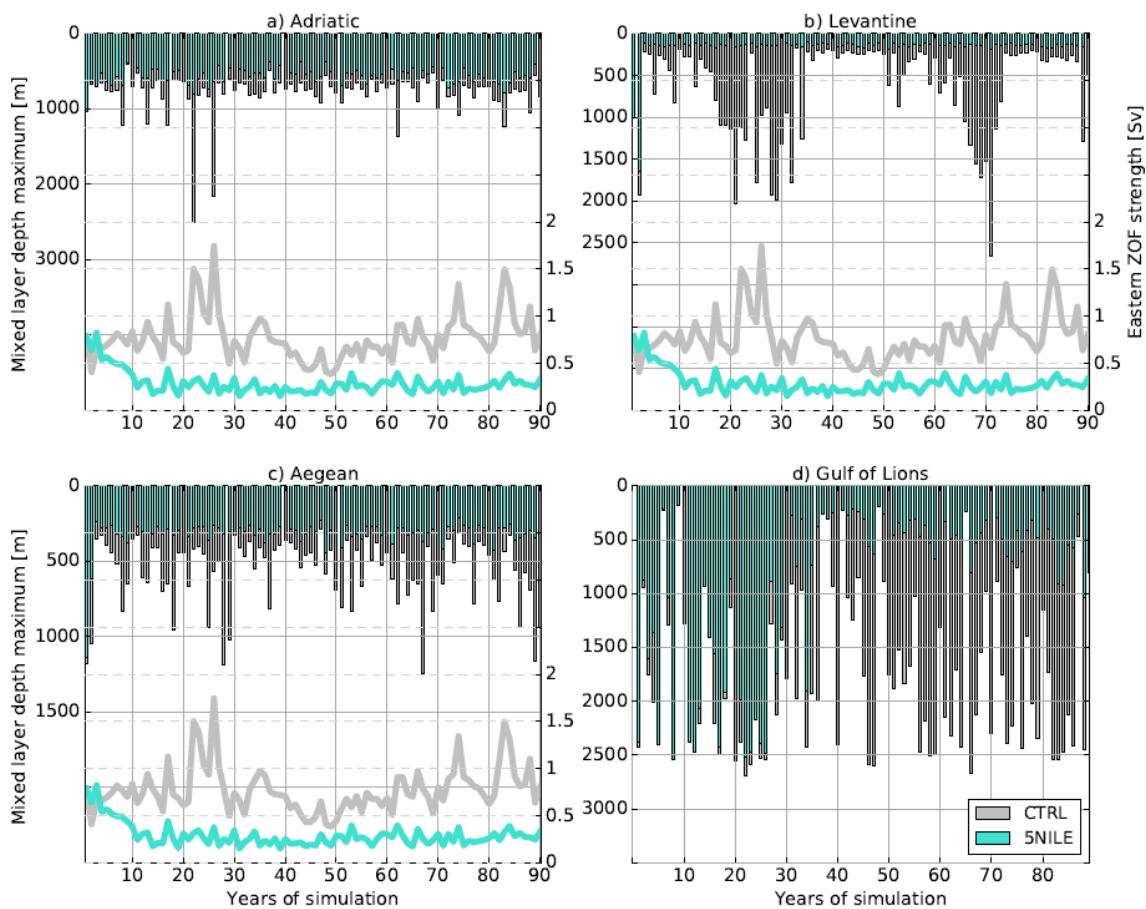 a) Adriatic
b) Levantine
0
1000
2000
3000
Mixed layer depth maximum [m]
2
1.5
1
0.5
0
10 20 30 40 50 60 70 80 90
0
500
1000
1500
2000
2500
2
1.5
1
0.5
0
Eastern ZOF strength [Sv]
10 20 30 40 50 60 70 80 90
c) Aegean
d) Gulf of Lions
0
500
1000
1500
Mixed layer depth maximum [m]
2
1.5
1
0.5
0
10 20 30 40 50 60 70 80 90
Years of simulation
0
500
1000
1500
2000
2500
3000
CTRL
5NILE
10 20 30 40 50 60 70 80
Years of simulation